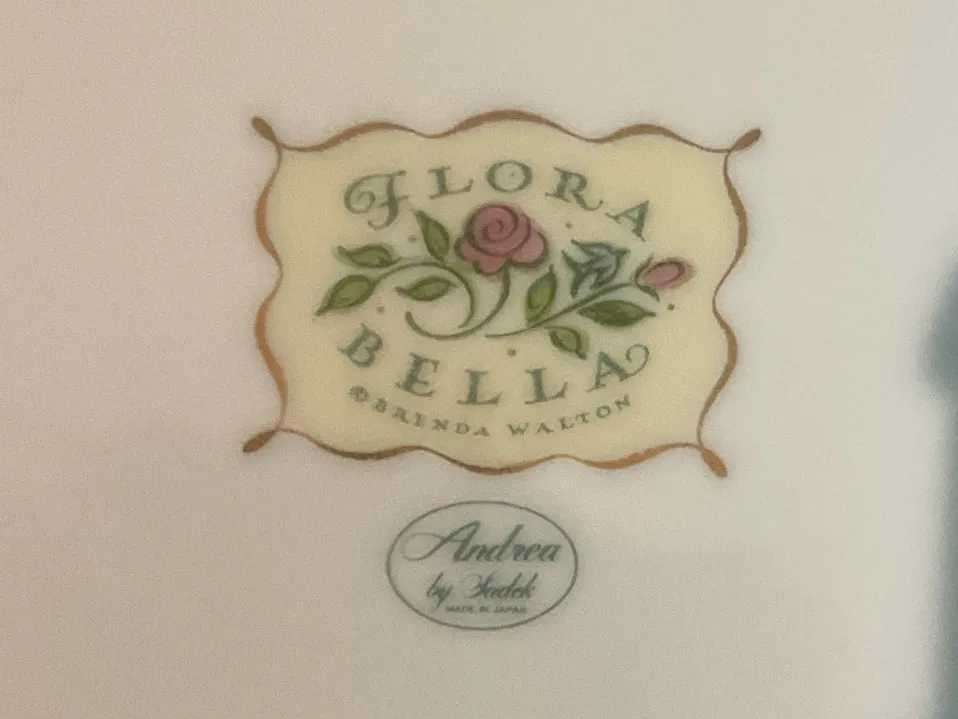 FLORA
BELLA
© BRENDA WALTON
Andrea
by Sadek
MADE IN JAPAN